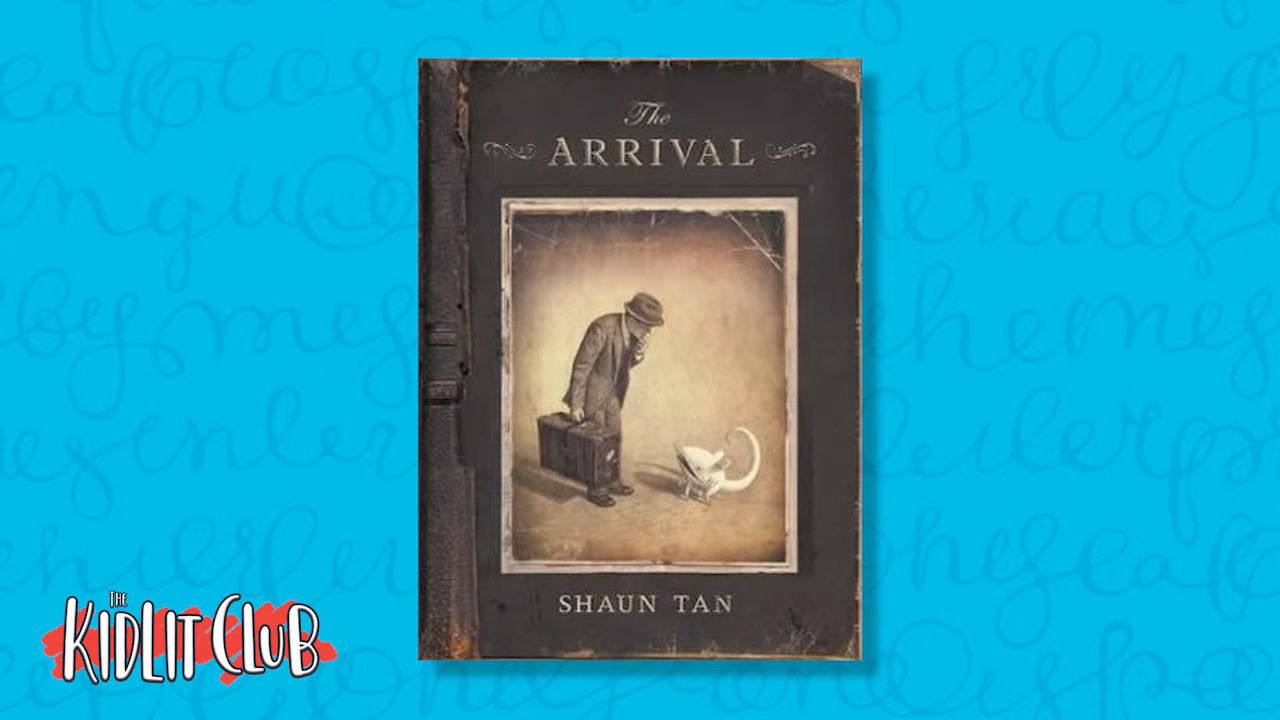 The
ARRIVAL
SHAUN TAN
THE
KIDLIT CLUB